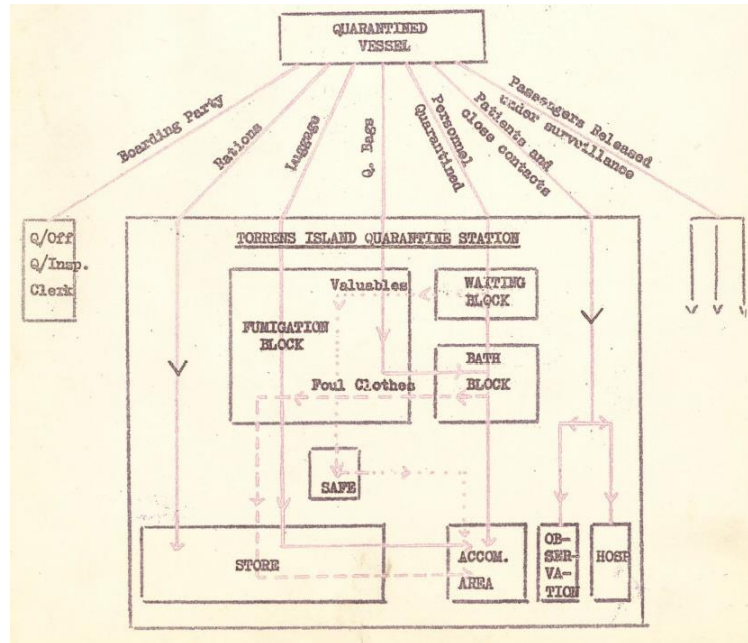 QUARANTINED
VESSEL
Boarding Party
Rations
Luggage
Q. Bags
Personnel
Quarantined
Patients and
close contacts
Passengers Released
under surveillance
Q/Off
Q/Insp.
Clerk
TORRENS ISLAND QUARANTINE STATION
Valuables
WAITING
BLOCK
FUMIGATION
BLOCK
BATH
BLOCK
Foul Clothes
SAFE
STORE
ACCOM.
AREA
OB-
SER-
VA-
TION
HOSP